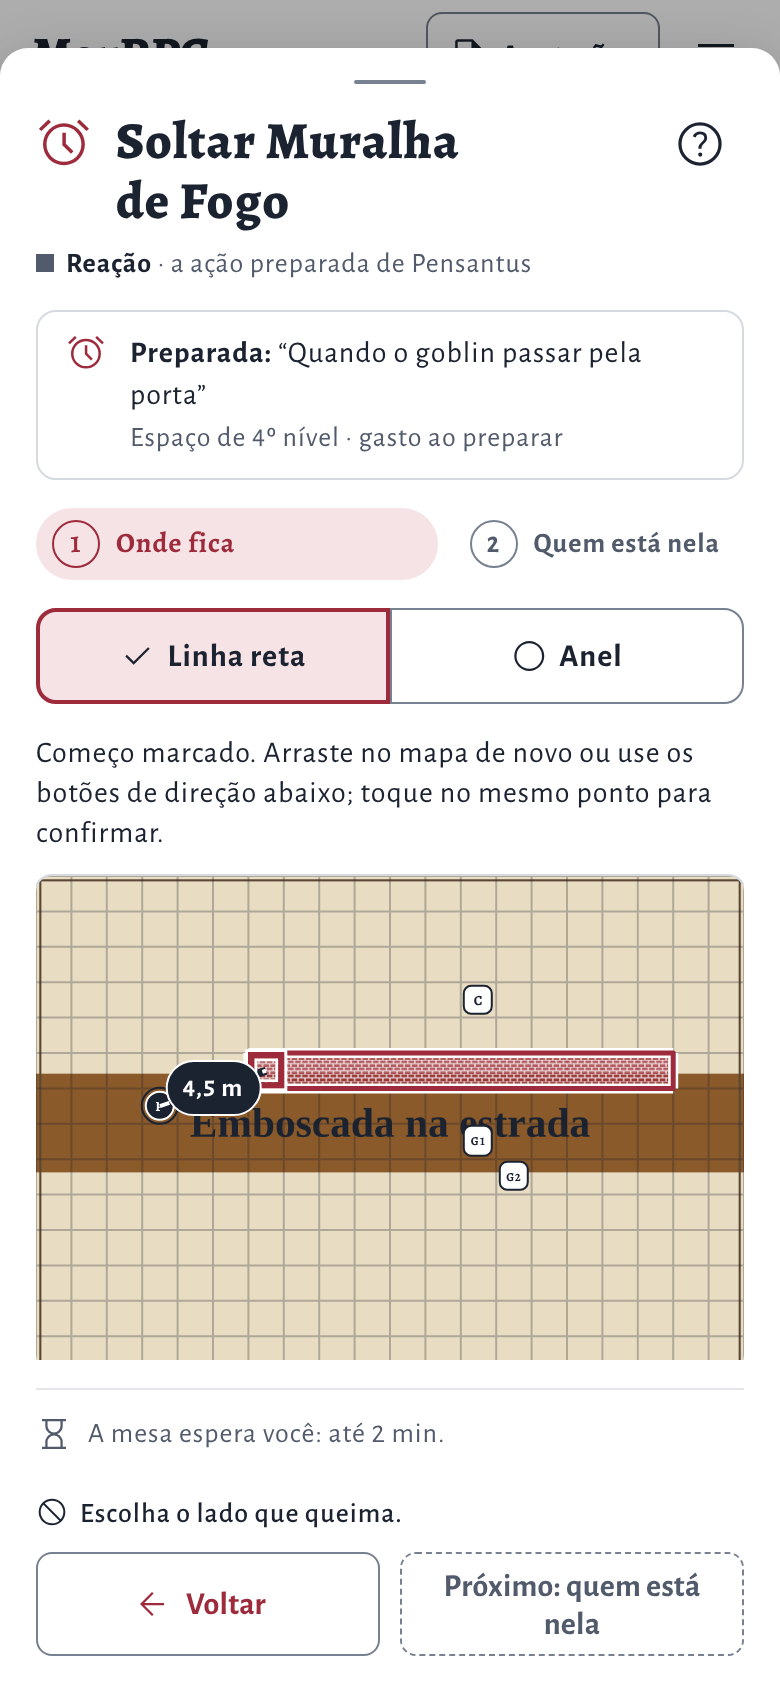 Soltar Muralha
de Fogo
Reação · a ação preparada de Pensantus
Preparada: “Quando o goblin passar pela
porta”
Espaço de 4º nível · gasto ao preparar
1 Onde fica
2 Quem está nela
Linha reta
Anel
Começo marcado. Arraste no mapa de novo ou use os
botões de direção abaixo; toque no mesmo ponto para
confirmar.
C
4,5 m
Emboscada na estrada
G1
G2
A mesa espera você: até 2 min.
Escolha o lado que queima.
Voltar
Próximo: quem está
nela